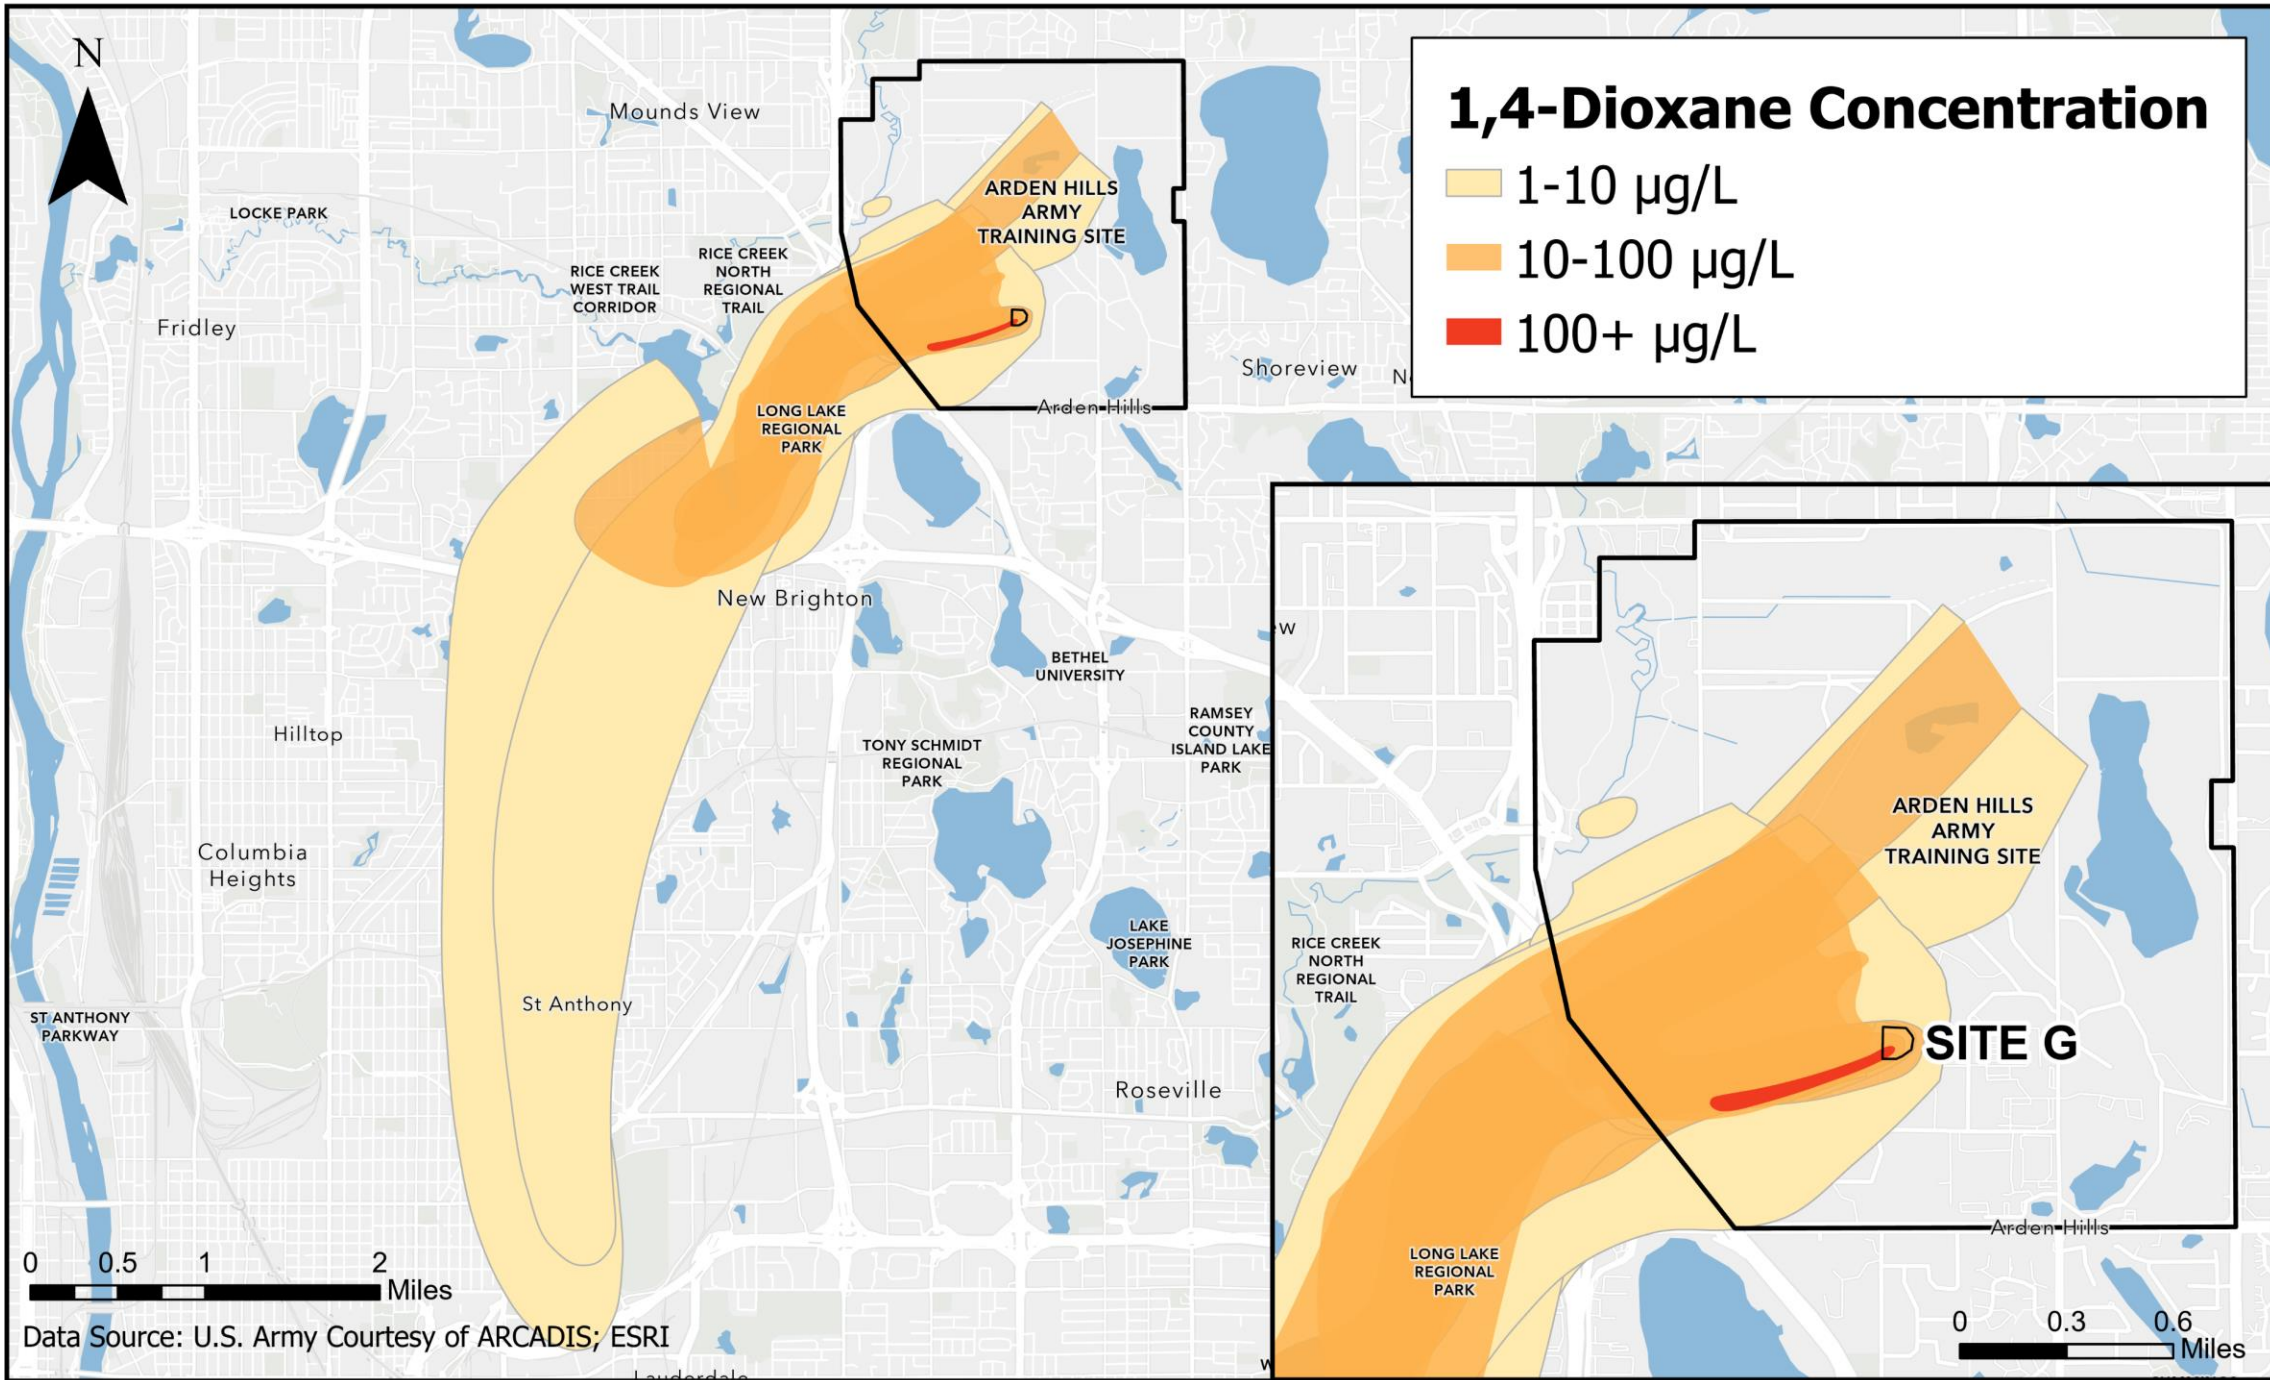 N
Mounds View
LOCKE PARK
RICE CREEK
WEST TRAIL
CORRIDOR
RICE CREEK
NORTH
REGIONAL
TRAIL
Fridley
ARDEN HILLS
ARMY
TRAINING SITE
Shoreview
Arden Hills
LONG LAKE
REGIONAL
PARK
New Brighton
BETHEL
UNIVERSITY
RAMSEY
COUNTY
ISLAND LAKE
PARK
Hilltop
TONY SCHMIDT
REGIONAL
PARK
Columbia
Heights
LAKE
JOSEPHINE
PARK
St Anthony
ST ANTHONY
PARKWAY
Roseville
0 0.5 1 2
Miles
Data Source: U.S. Army Courtesy of ARCADIS; ESRI
Lauderdale
1,4-Dioxane Concentration
1-10 µg/L
10-100 µg/L
100+ µg/L
ARDEN HILLS
ARMY
TRAINING SITE
RICE CREEK
NORTH
REGIONAL
TRAIL
SITE G
Arden Hills
LONG LAKE
REGIONAL
PARK
0 0.3 0.6
Miles